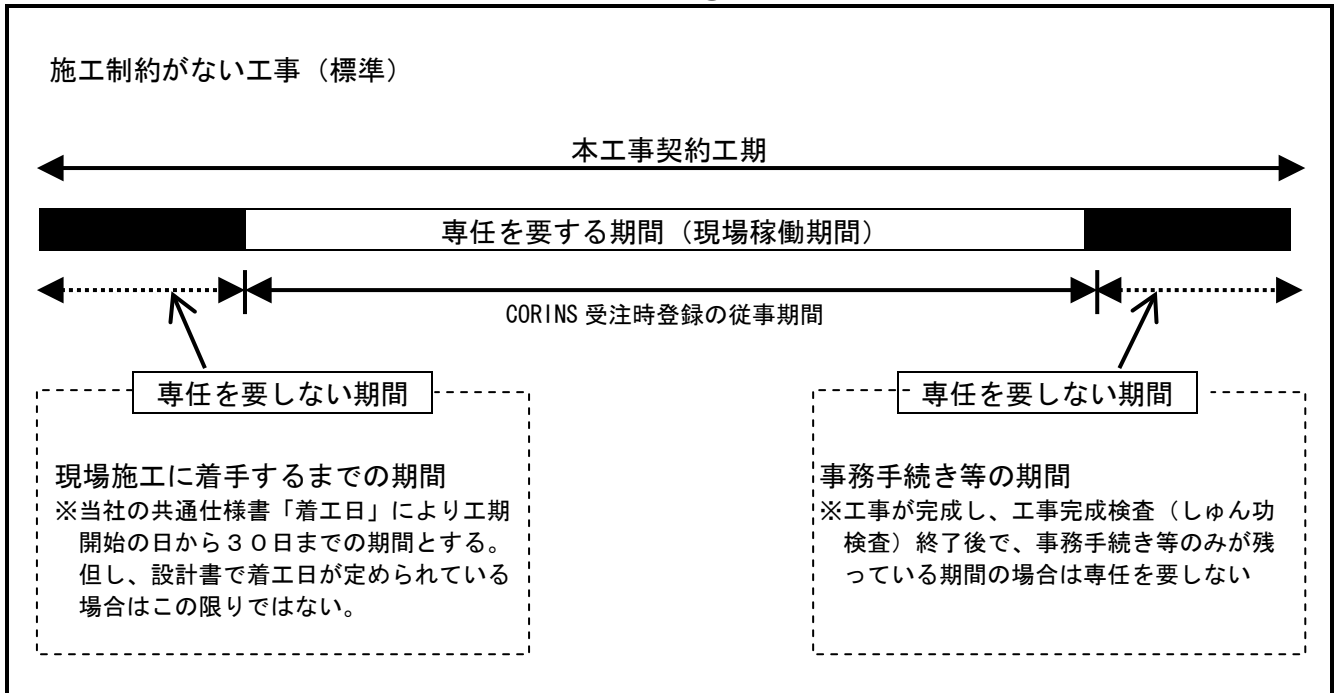 施工制約がない工事（標準）
本工事契約工期
専任を要する期間（現場稼働期間）
CORINS 受注時登録の従事期間
専任を要しない期間
現場施工に着手するまでの期間
※当社の共通仕様書「着工日」により工期
開始の日から３０日までの期間とする。
但し、設計書で着工日が定められている
場合はこの限りではない。
専任を要しない期間
事務手続き等の期間
※工事が完成し、工事完成検査（しゅん功
検査）終了後で、事務手続き等のみが残
っている期間の場合は専任を要しない